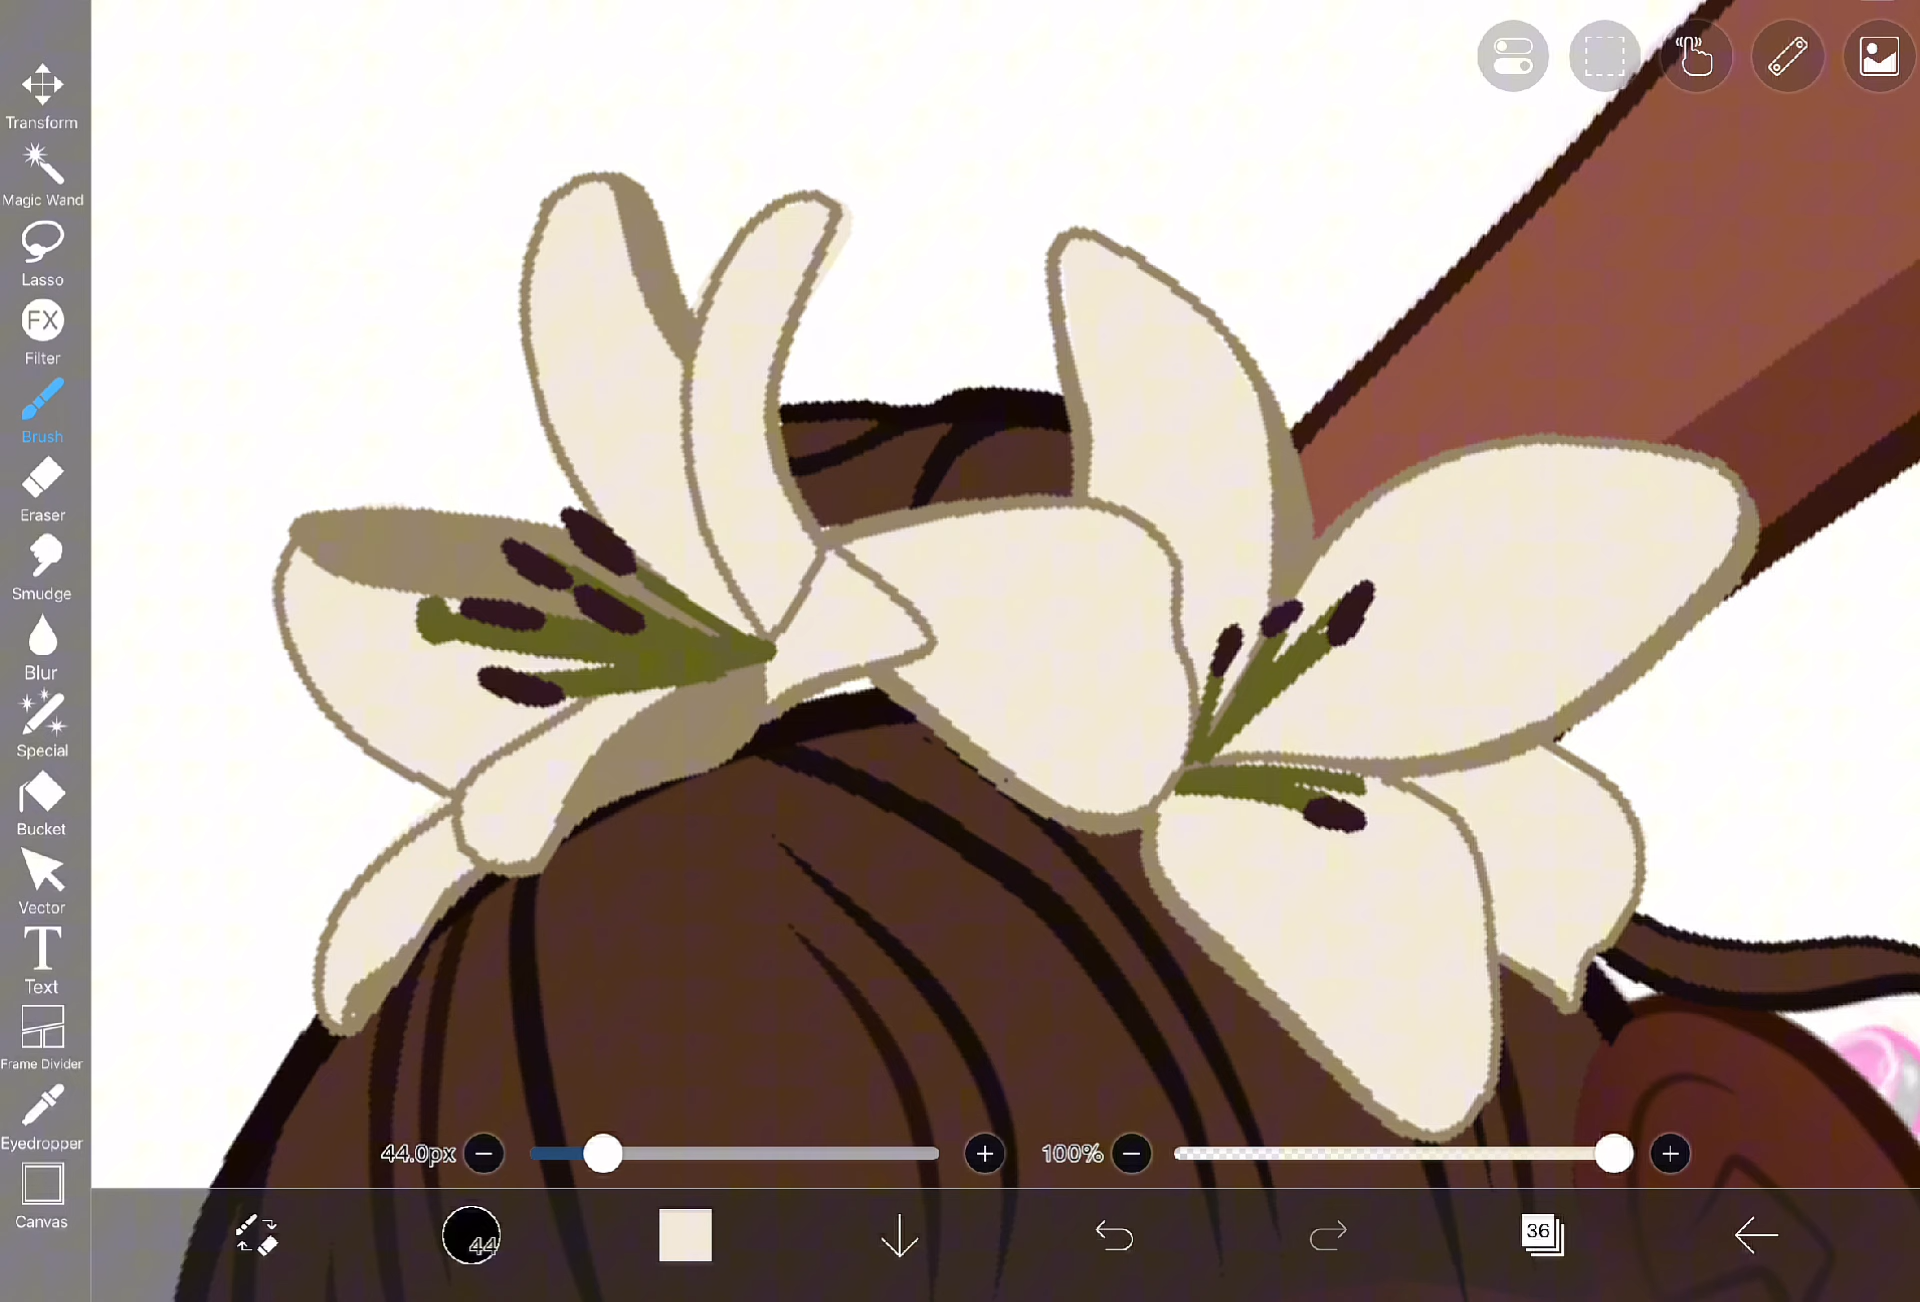 Transform
Magic Wand
Lasso
FX
Filter
Brush
Eraser
Smudge
Blur
Special
Bucket
Vector
T
Text
Frame Divider
Eyedropper
Canvas
44.0px
100%
44
36